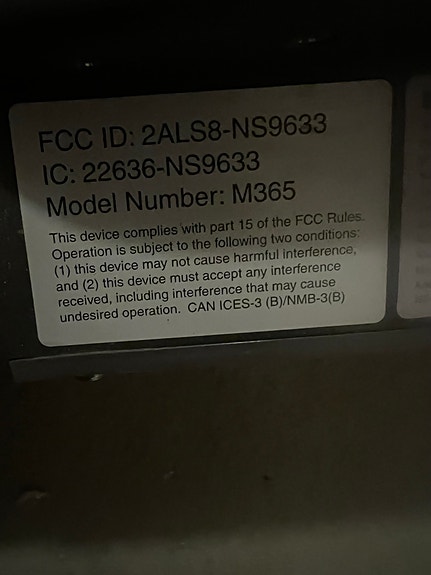 FCC ID: 2ALS8-NS9633
IC: 22636-NS9633
Model Number: M365
This device complies with part 15 of the FCC Rules.
Operation is subject to the following two conditions:
(1) this device may not cause harmful interference,
and (2) this device must accept any interference
received, including interference that may cause
undesired operation. CAN ICES-3 (B)/NMB-3(B)